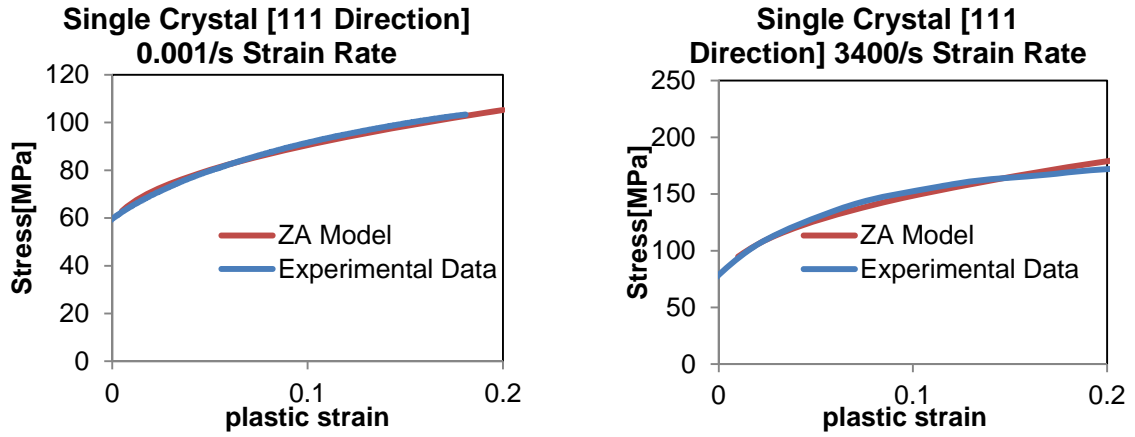 Single Crystal [111 Direction]
0.001/s Strain Rate
120
100
80
60
40
20
0
Stress[MPa]
ZA Model
Experimental Data
0
0.1
0.2
plastic strain
Single Crystal [111
Direction] 3400/s Strain Rate
250
200
150
100
50
0
Stress[MPa]
ZA Model
Experimental Data
0
0.1
0.2
plastic strain